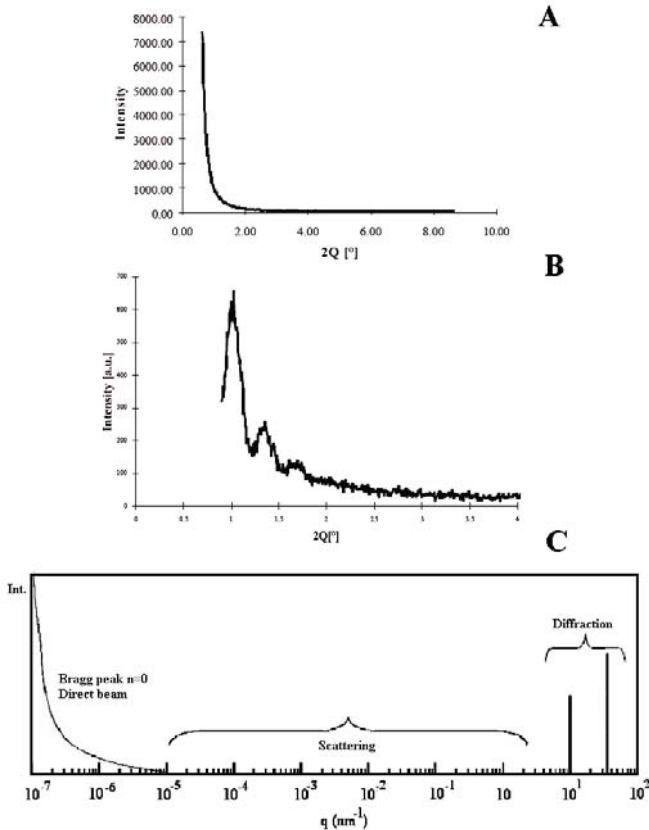 A
8000.00
7000.00
6000.00
5000.00
4000.00
3000.00
2000.00
1000.00
0.00
Intensity
0.00 2.00 4.00 6.00 8.00 10.00
2Q [°]
B
700
600
500
400
300
200
100
0
Intensity [a.u.]
0 0.5 1 1.5 2 2.5 3 3.5 4
2Q[°]
C
Int.
Bragg peak n=0
Direct beam
Scattering
Diffraction
10⁻⁷ 10⁻⁶ 10⁻⁵ 10⁻⁴ 10⁻³ 10⁻² 10⁻¹ 10⁰ 10¹ 10²
q (nm⁻¹)